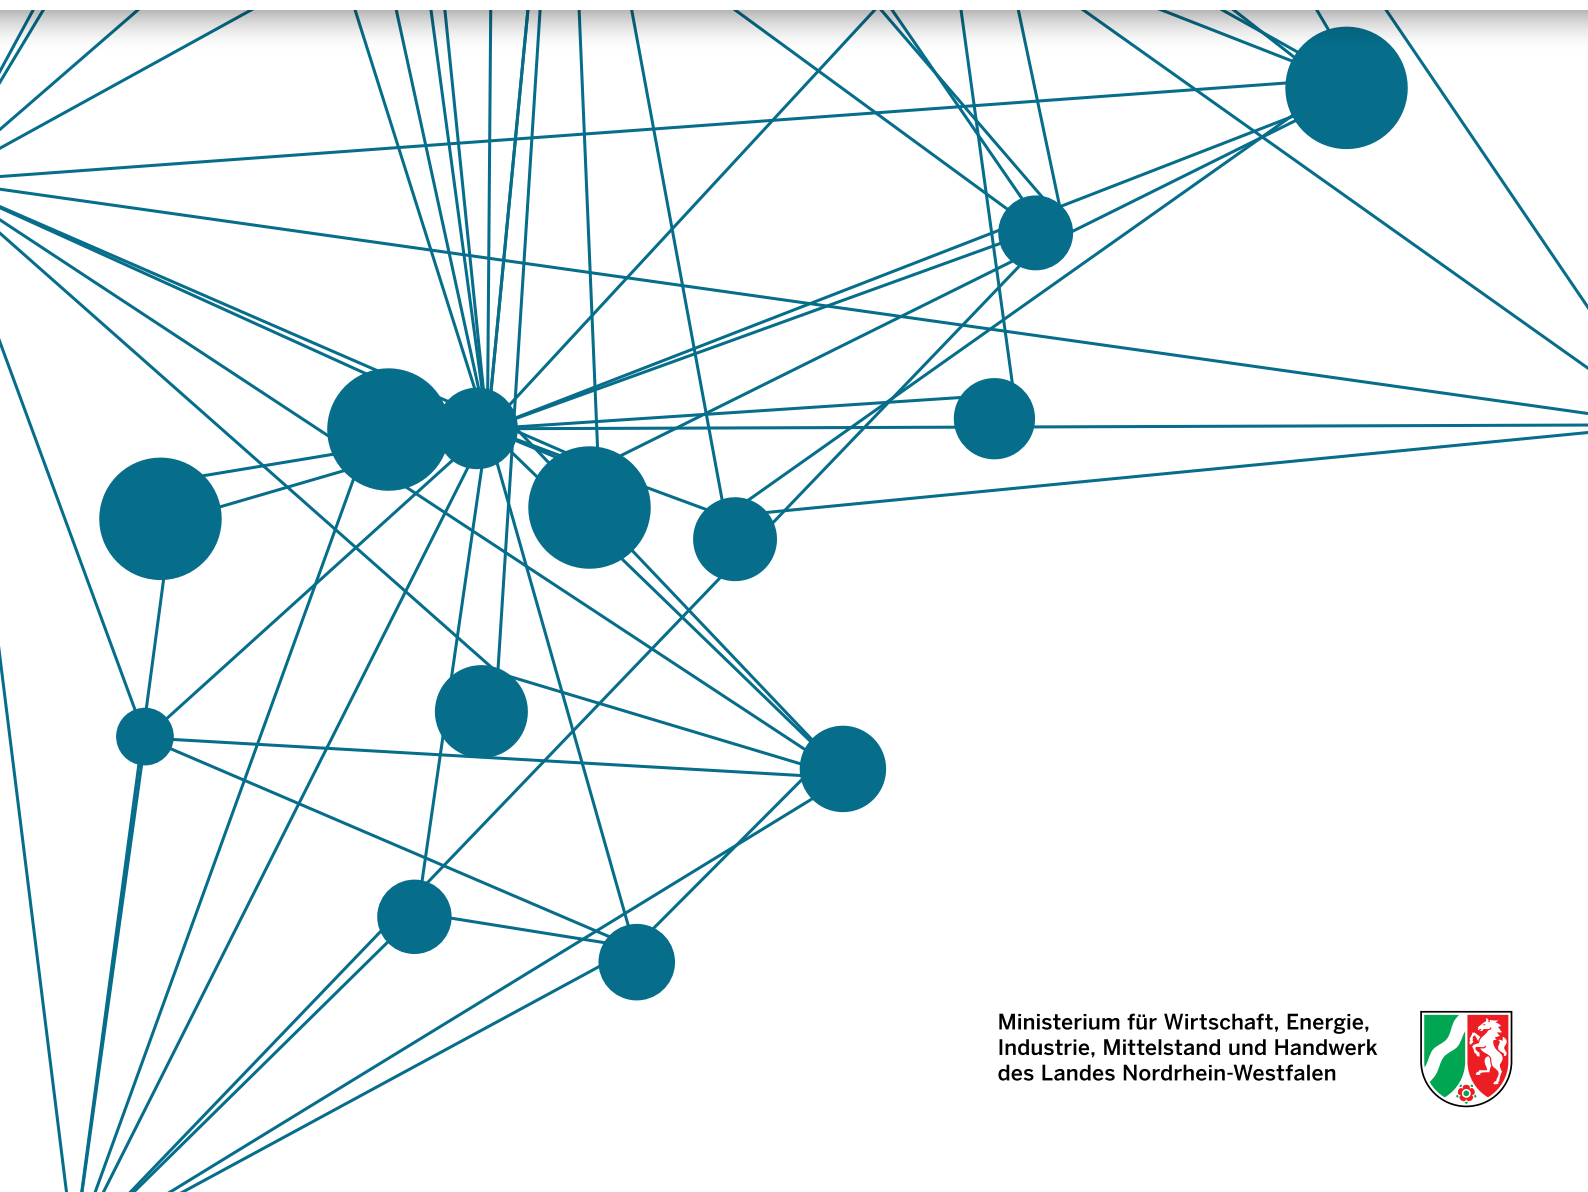 Ministerium für Wirtschaft, Energie,
Industrie, Mittelstand und Handwerk
des Landes Nordrhein-Westfalen